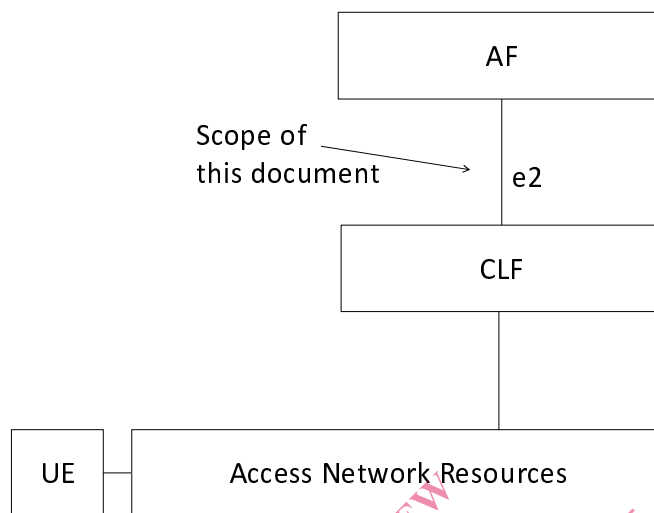 AF
Scope of
this document
e2
CLF
UE
Access Network Resources